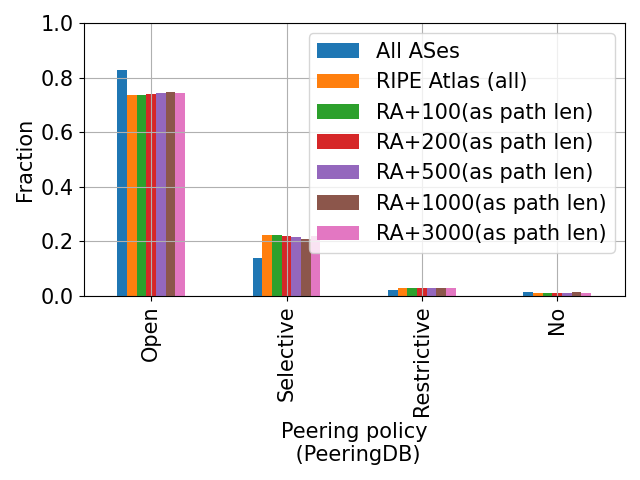 1.0
0.8
0.6
0.4
0.2
0.0
Fraction
All ASes
RIPE Atlas (all)
RA+100(as path len)
RA+200(as path len)
RA+500(as path len)
RA+1000(as path len)
RA+3000(as path len)
Open
Selective
Restrictive
No
Peering policy
(PeeringDB)